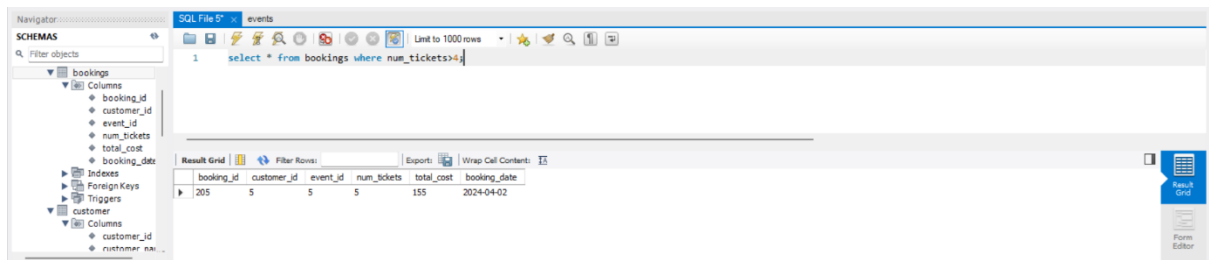 Navigator
SCHEMAS
Filter objects
bookings
Columns
booking_id
customer_id
event_id
num_tickets
total_cost
booking_date
Indexes
Foreign Keys
Triggers
customer
Columns
customer_id
SQL File 5* × events
Limit to 1000 rows
1 select * from bookings where num_tickets>4;
Result Grid Filter Rows: Export: Wrap Cell Content: IA
booking_id customer_id event_id num_tickets total_cost booking_date
205 5 5 5 155 2024-04-02
Result
Grid
Form
Editor